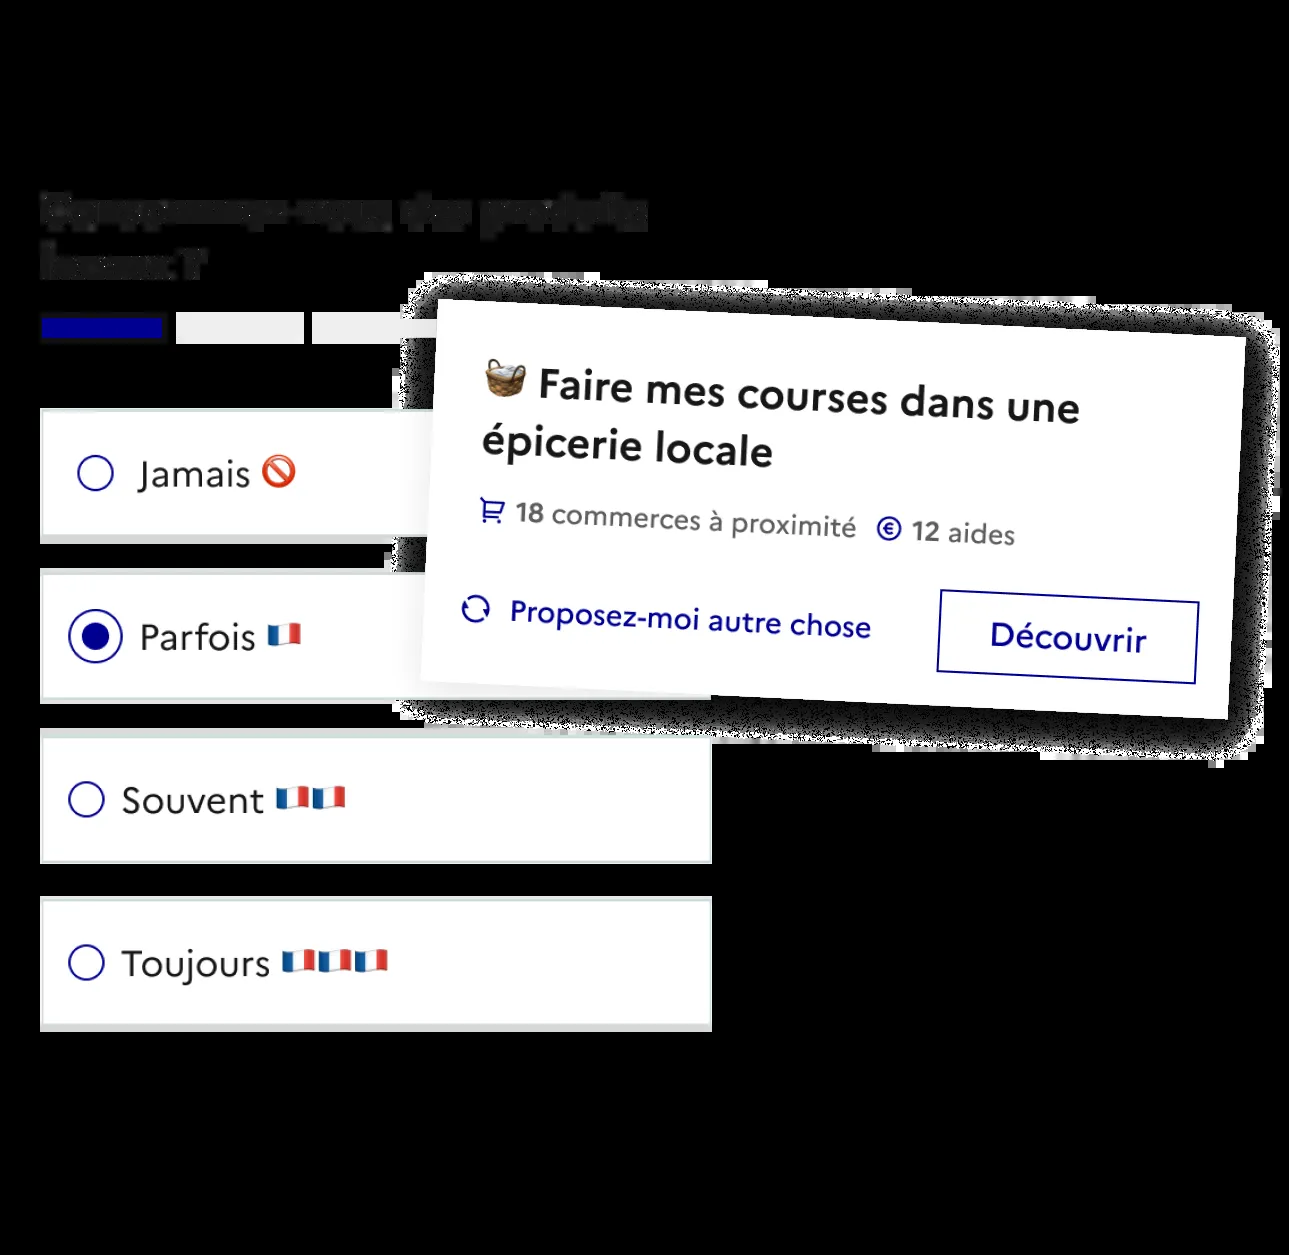 Jamais 🚫
Parfois 🇫🇷
Souvent 🇫🇷🇫🇷
Toujours 🇫🇷🇫🇷🇫🇷
🧺 Faire mes courses dans une
épicerie locale
18 commerces à proximité 12 aides
Proposez-moi autre chose
Découvrir